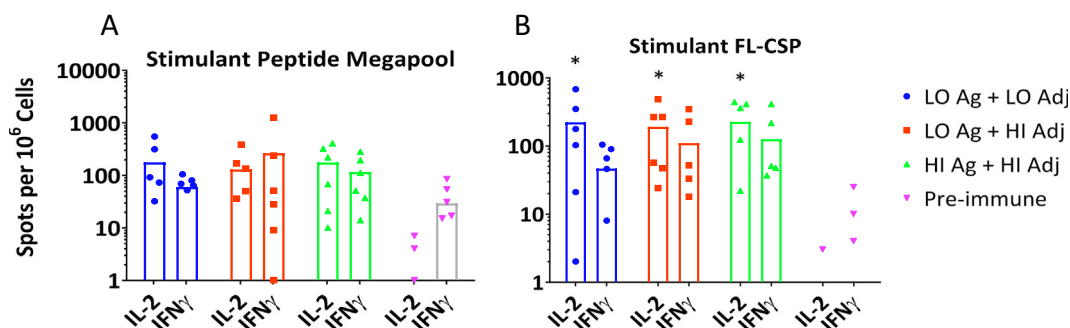 A
Stimulant Peptide Megapool
Spots per 10⁶ Cells
10000
1000
100
10
1
IL-2
IFNγ
IL-2
IFNγ
IL-2
IFNγ
IL-2
IFNγ
B
Stimulant FL-CSP
* * *
1000
100
10
1
IL-2
IFNγ
IL-2
IFNγ
IL-2
IFNγ
IL-2
IFNγ
LO Ag + LO Adj
LO Ag + HI Adj
HI Ag + HI Adj
Pre-immune